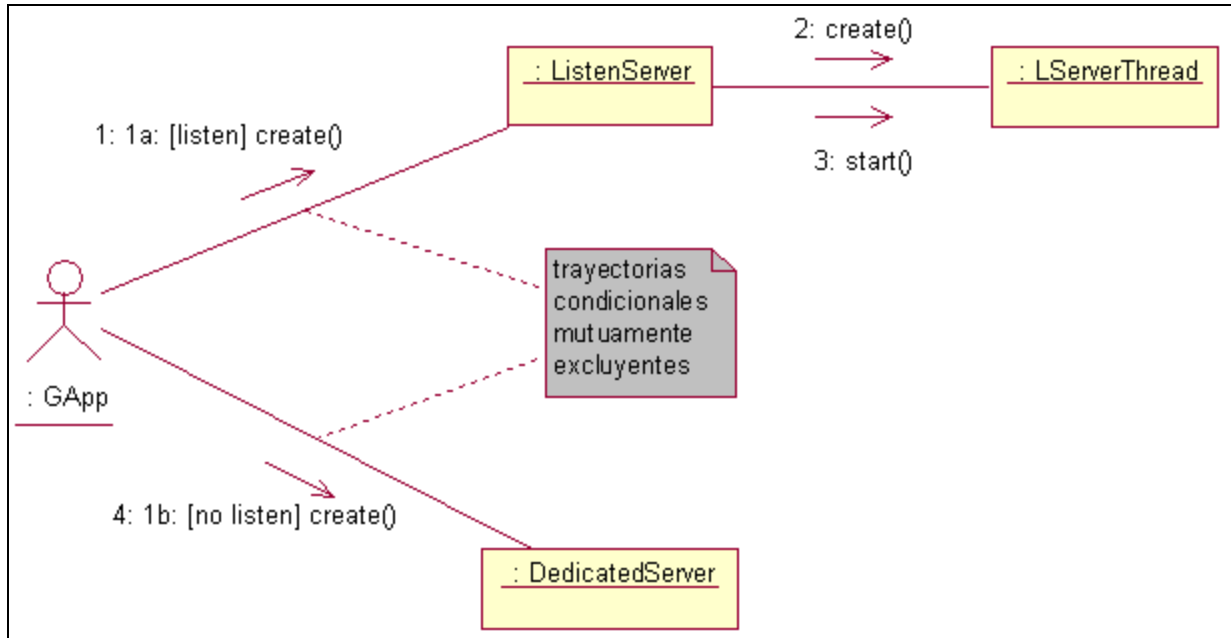 2: create()
: ListenServer
: LServerThread
1: 1a: [listen] create()
3: start()
trayectorias
condicionales
mutuamente
excluyentes
: GApp
4: 1b: [no listen] create()
: DedicatedServer